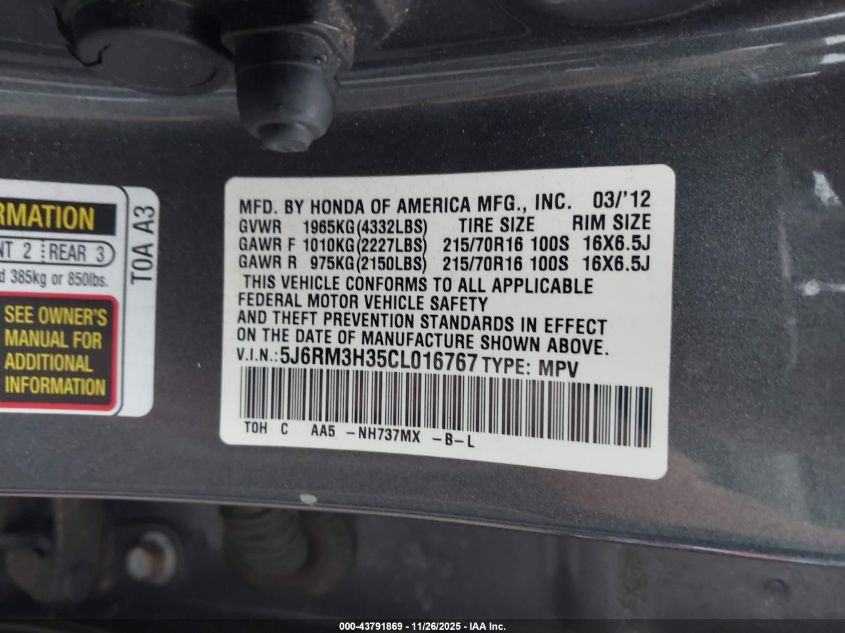 RMATION
NT 2 REAR 3
d 385kg or 850lbs.
SEE OWNER'S
MANUAL FOR
ADDITIONAL
INFORMATION
T0A A3
MFD. BY HONDA OF AMERICA MFG., INC. 03/'12
GVWR 1965KG(4332LBS) TIRE SIZE RIM SIZE
GAWR F 1010KG(2227LBS) 215/70R16 100S 16X6.5J
GAWR R 975KG(2150LBS) 215/70R16 100S 16X6.5J
THIS VEHICLE CONFORMS TO ALL APPLICABLE
FEDERAL MOTOR VEHICLE SAFETY
AND THEFT PREVENTION STANDARDS IN EFFECT
ON THE DATE OF MANUFACTURE SHOWN ABOVE.
V.I.N.: 5J6RM3H35CL016767 TYPE: MPV
TOH C AA5 -NH737MX -B-L
000-43791869 - 11/26/2025 - IAA Inc.